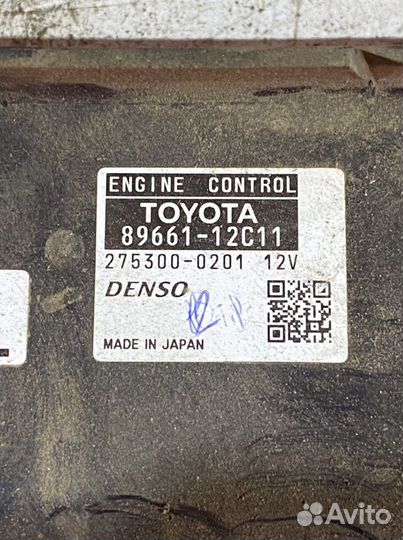 ENGINE CONTROL
TOYOTA
89661-12C11
275300-0201 12V
DENSO
MADE IN JAPAN
Avito